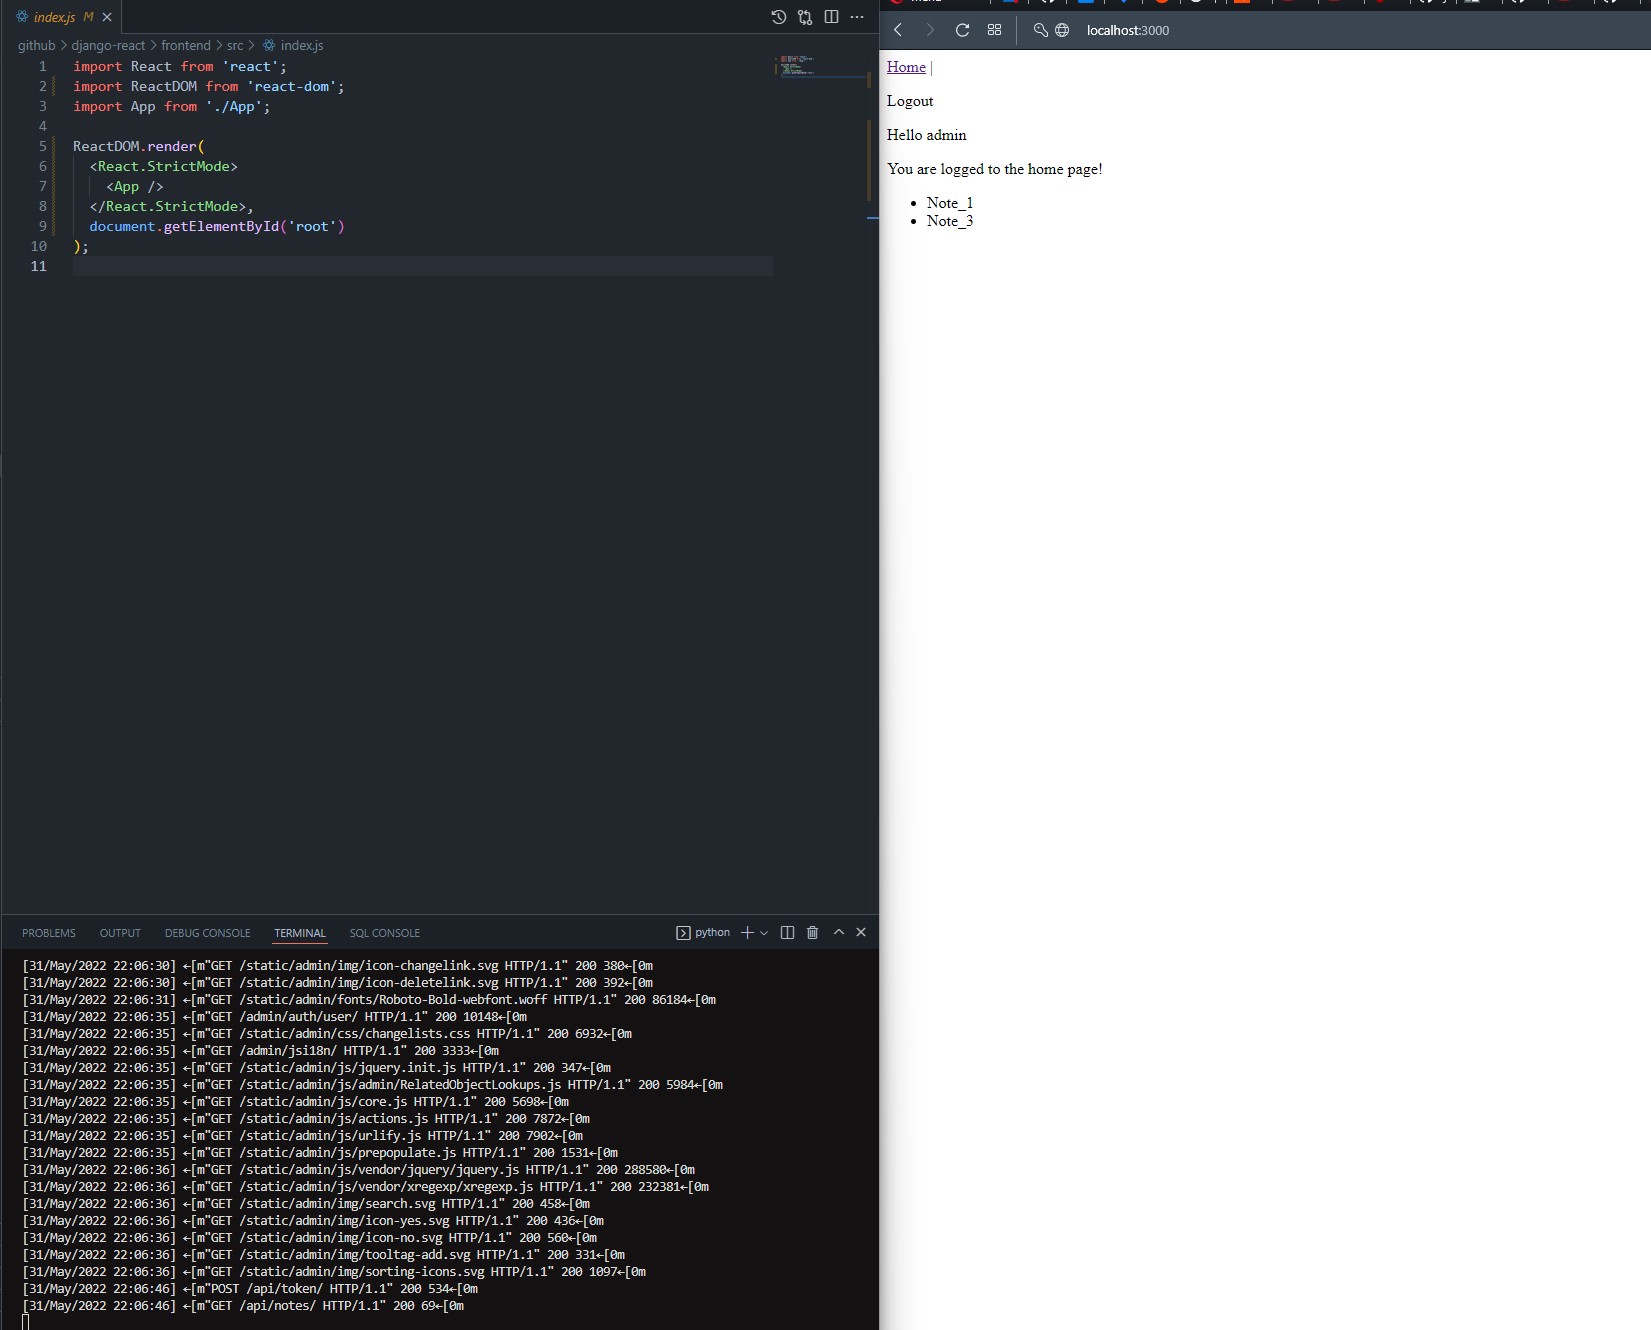 index.js M
github > django-react > frontend > src > index.js
1 import React from 'react';
2 import ReactDOM from 'react-dom';
3 import App from './App';
4
5 ReactDOM.render(
6 <React.StrictMode>
7 <App />
8 </React.StrictMode>,
9 document.getElementById('root')
10 );
11
PROBLEMS OUTPUT DEBUG CONSOLE TERMINAL SQL CONSOLE python
[31/May/2022 22:06:30] ←[m"GET /static/admin/img/icon-changelink.svg HTTP/1.1" 200 380←[0m
[31/May/2022 22:06:30] ←[m"GET /static/admin/img/icon-deletelink.svg HTTP/1.1" 200 392←[0m
[31/May/2022 22:06:31] ←[m"GET /static/admin/fonts/Roboto-Bold-webfont.woff HTTP/1.1" 200 86184←[0m
[31/May/2022 22:06:35] ←[m"GET /admin/auth/user/ HTTP/1.1" 200 10148←[0m
[31/May/2022 22:06:35] ←[m"GET /static/admin/css/changelists.css HTTP/1.1" 200 6932←[0m
[31/May/2022 22:06:35] ←[m"GET /admin/jsi18n/ HTTP/1.1" 200 3333←[0m
[31/May/2022 22:06:35] ←[m"GET /static/admin/js/jquery.init.js HTTP/1.1" 200 347←[0m
[31/May/2022 22:06:35] ←[m"GET /static/admin/js/admin/RelatedObjectLookups.js HTTP/1.1" 200 5984←[0m
[31/May/2022 22:06:35] ←[m"GET /static/admin/js/core.js HTTP/1.1" 200 5698←[0m
[31/May/2022 22:06:35] ←[m"GET /static/admin/js/actions.js HTTP/1.1" 200 7872←[0m
[31/May/2022 22:06:35] ←[m"GET /static/admin/js/urlify.js HTTP/1.1" 200 7902←[0m
[31/May/2022 22:06:35] ←[m"GET /static/admin/js/prepopulate.js HTTP/1.1" 200 1531←[0m
[31/May/2022 22:06:36] ←[m"GET /static/admin/js/vendor/jquery/jquery.js HTTP/1.1" 200 288580←[0m
[31/May/2022 22:06:36] ←[m"GET /static/admin/js/vendor/xregexp/xregexp.js HTTP/1.1" 200 232381←[0m
[31/May/2022 22:06:36] ←[m"GET /static/admin/img/search.svg HTTP/1.1" 200 458←[0m
[31/May/2022 22:06:36] ←[m"GET /static/admin/img/icon-yes.svg HTTP/1.1" 200 436←[0m
[31/May/2022 22:06:36] ←[m"GET /static/admin/img/icon-no.svg HTTP/1.1" 200 560←[0m
[31/May/2022 22:06:36] ←[m"GET /static/admin/img/tooltag-add.svg HTTP/1.1" 200 331←[0m
[31/May/2022 22:06:36] ←[m"GET /static/admin/img/sorting-icons.svg HTTP/1.1" 200 1097←[0m
[31/May/2022 22:06:46] ←[m"POST /api/token/ HTTP/1.1" 200 534←[0m
[31/May/2022 22:06:46] ←[m"GET /api/notes/ HTTP/1.1" 200 69←[0m
localhost:3000
Home |
Logout
Hello admin
You are logged to the home page!
• Note_1
• Note_3